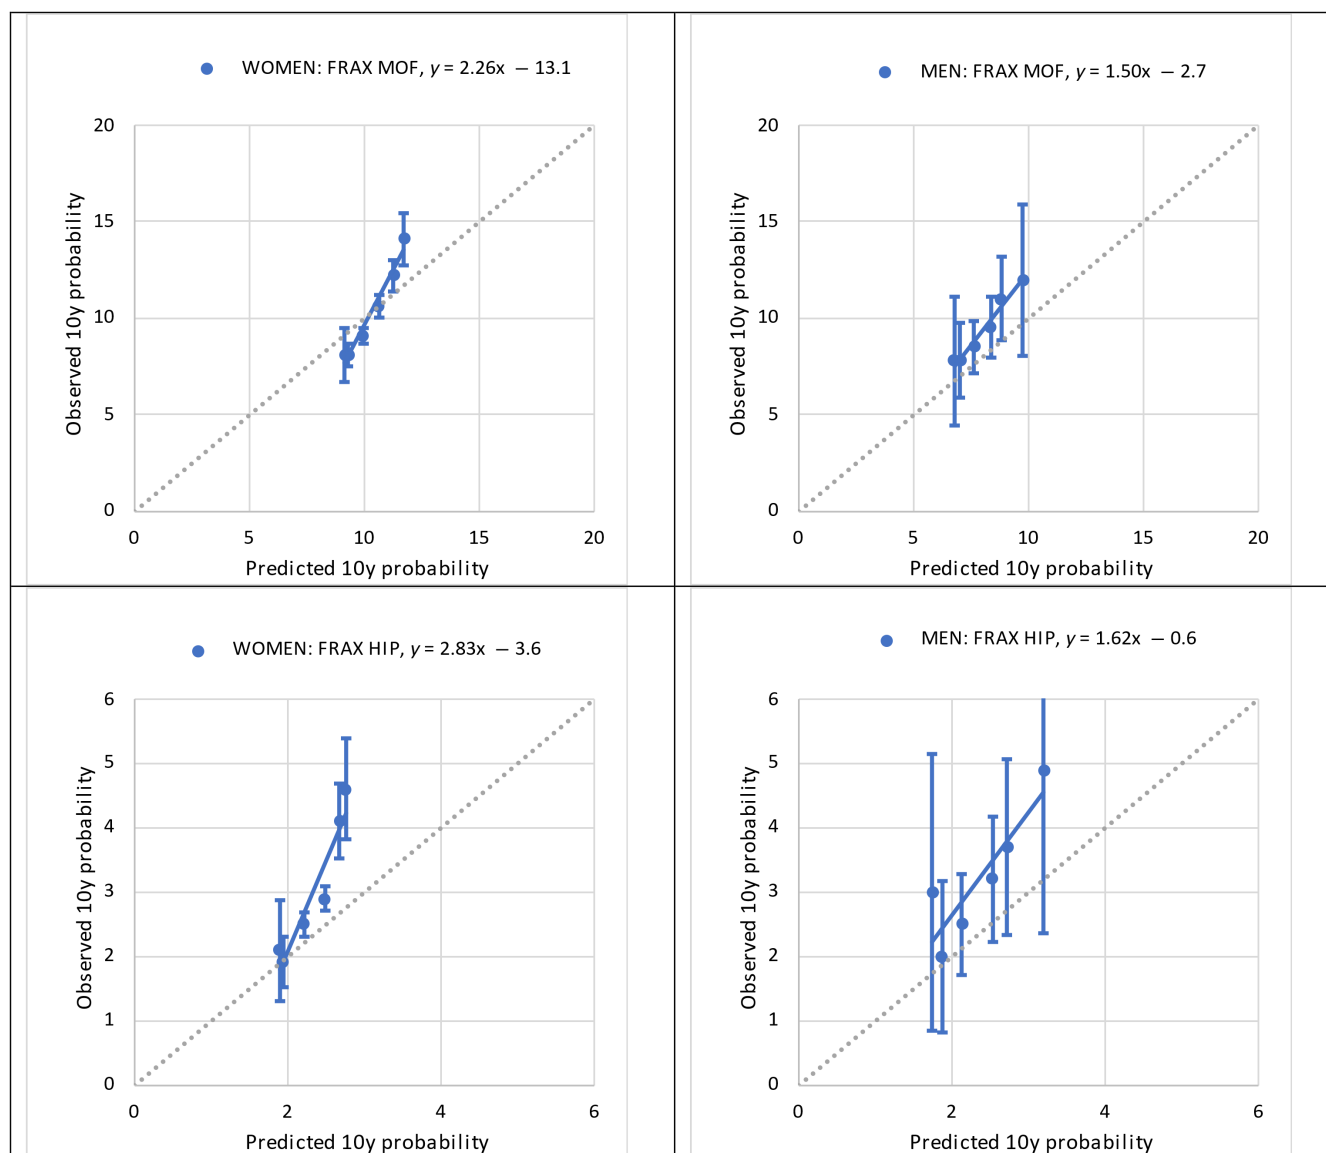 WOMEN: FRAX MOF, y = 2.26x − 13.1
20
15
10
5
0
Observed 10y probability
0 5 10 15 20
Predicted 10y probability
MEN: FRAX MOF, y = 1.50x − 2.7
20
15
10
5
0
Observed 10y probability
0 5 10 15 20
Predicted 10y probability
WOMEN: FRAX HIP, y = 2.83x − 3.6
6
5
4
3
2
1
0
Observed 10y probability
0 2 4 6
Predicted 10y probability
MEN: FRAX HIP, y = 1.62x − 0.6
6
5
4
3
2
1
0
Observed 10y probability
0 2 4 6
Predicted 10y probability